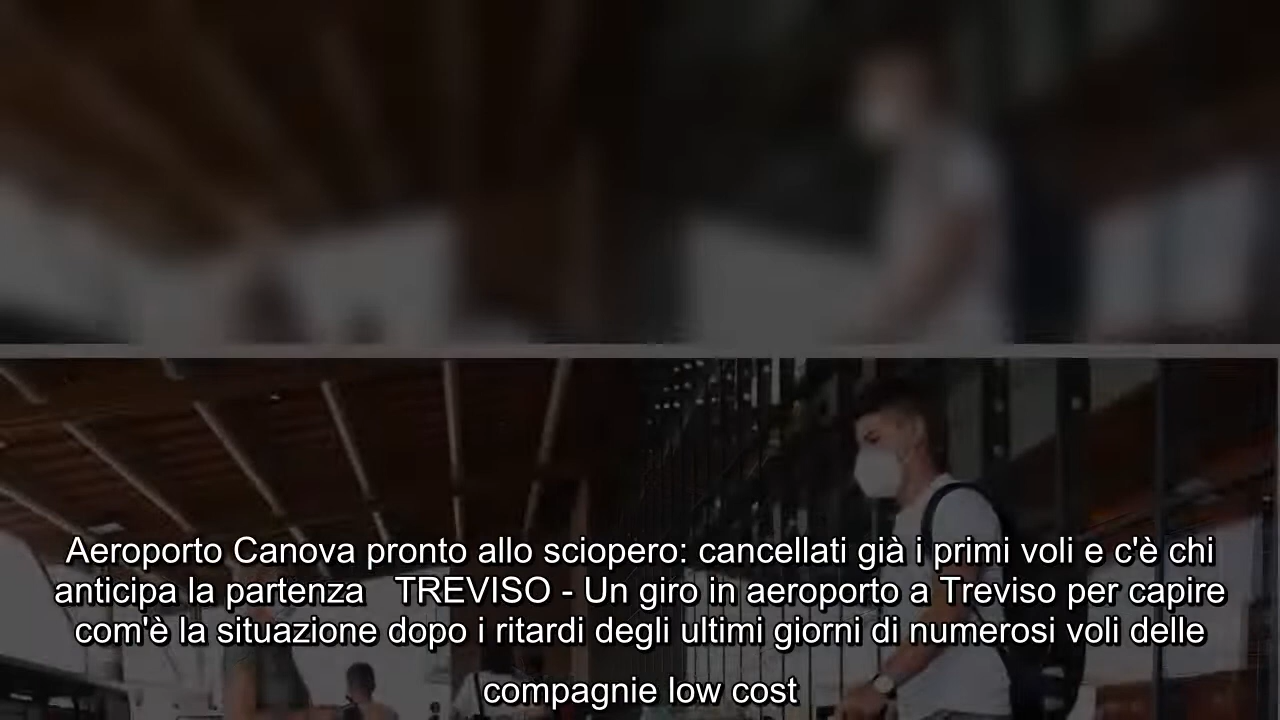 Aeroporto Canova pronto allo sciopero: cancellati già i primi voli e c'è chi
anticipa la partenza   TREVISO - Un giro in aeroporto a Treviso per capire
com'è la situazione dopo i ritardi degli ultimi giorni di numerosi voli delle
compagnie low cost